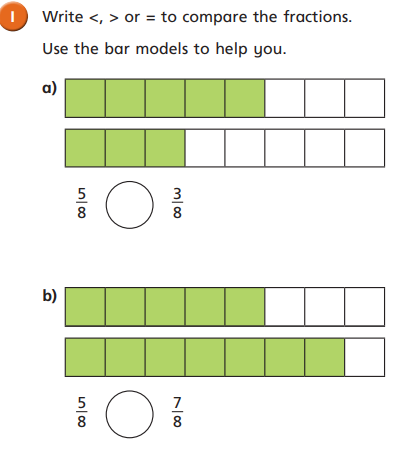 1 Write <, > or = to compare the fractions.
Use the bar models to help you.
a)
5/8 3/8
b)
5/8 7/8